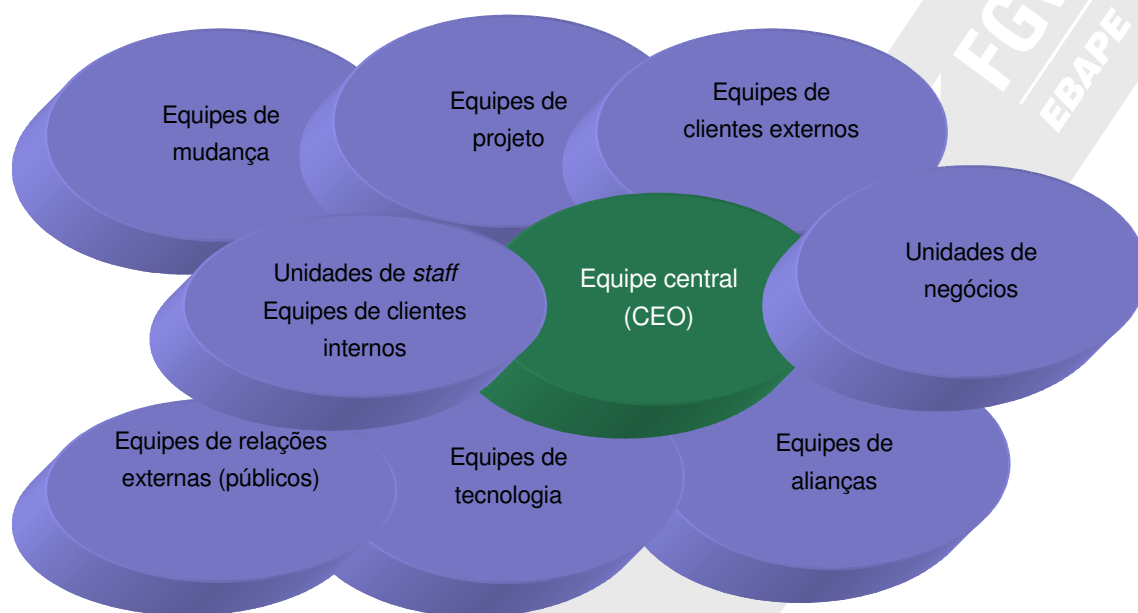 FGV
EBAPE
Equipes de
mudança
Equipes de
projeto
Equipes de
clientes externos
Unidades de staff
Equipes de clientes
internos
Equipe central
(CEO)
Unidades de
negócios
Equipes de relações
externas (públicos)
Equipes de
tecnologia
Equipes de
alianças